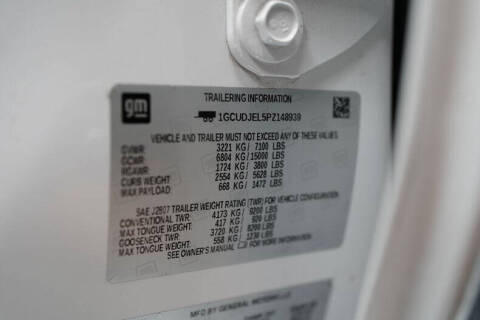 gm
TRAILERING INFORMATION
1GCUDJEL5PZ148939
VEHICLE AND TRAILER MUST NOT EXCEED ANY OF THESE
GVWR: 3221 KG / 7100 LBS
GCWR: 6804 KG / 15000 LBS
RGAWR: 1724 KG / 3800 LBS
CURB WEIGHT: 2554 KG / 5628 LBS
MAX PAYLOAD: 668 KG / 1472 LBS
SAE J2807 TRAILER WEIGHT RATING (TWR) FOR VEHICLE CONFIGURATION
CONVENTIONAL TWR: 4173 KG / 9200 LBS
MAX TONGUE WEIGHT: 417 KG / 920 LBS
GOOSENECK TWR: 3720 KG / 8200 LBS
MAX TONGUE WEIGHT: 558 KG / 1230 LBS
SEE OWNER'S MANUAL FOR MORE INFORMATION
MFD BY GENERAL MOTORS LLC